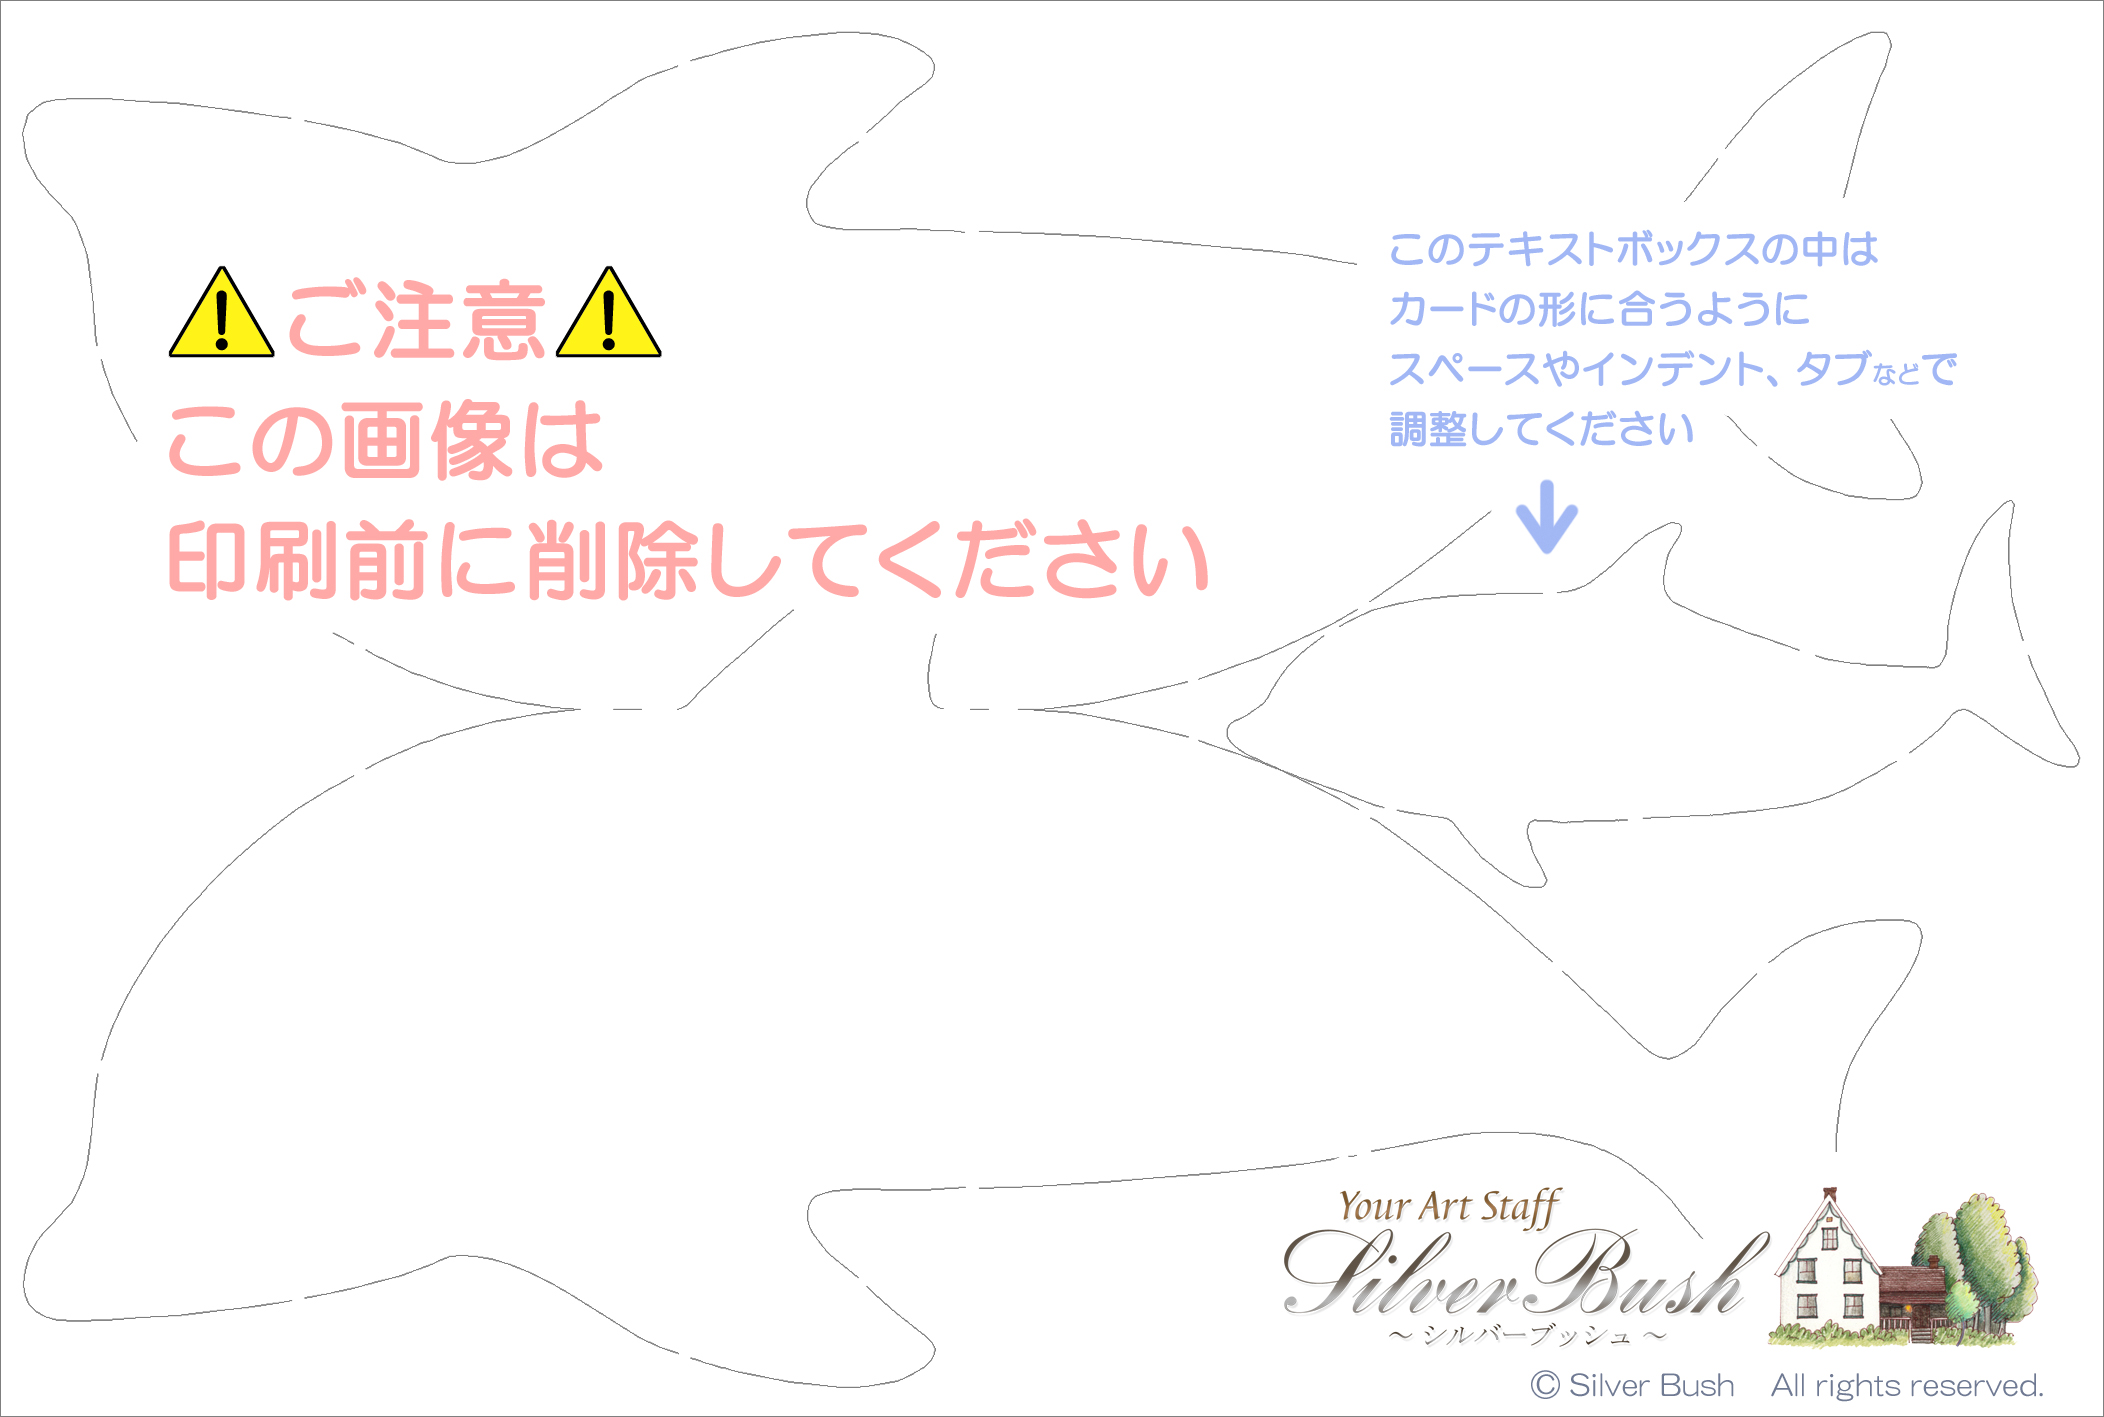 ご注意
この画像は
印刷前に削除してください
このテキストボックスの中は
カードの形に合うように
スペースやインデント、タブなどで
調整してください
Your Art Staff
Silver Bush
～ シルバーブッシュ ～
© Silver Bush　All rights reserved.